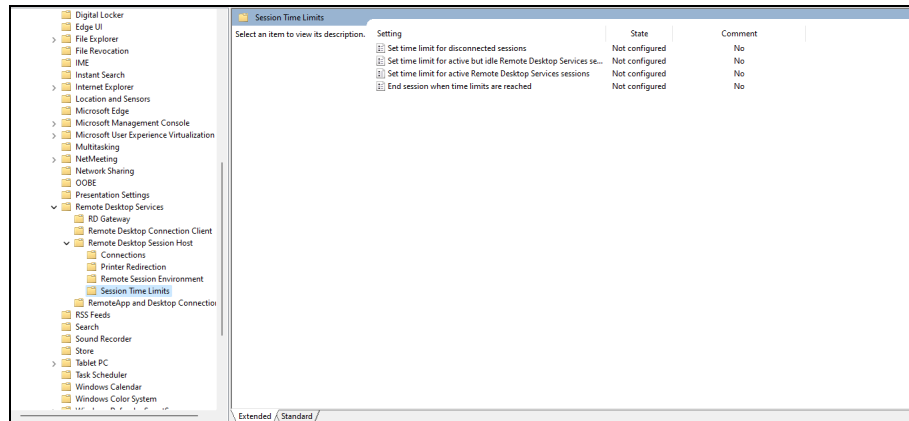 Digital Locker
Edge UI
File Explorer
File Revocation
IME
Instant Search
Internet Explorer
Location and Sensors
Microsoft Edge
Microsoft Management Console
Microsoft User Experience Virtualization
Multitasking
NetMeeting
Network Sharing
OOBE
Presentation Settings
Remote Desktop Services
RD Gateway
Remote Desktop Connection Client
Remote Desktop Session Host
Connections
Printer Redirection
Remote Session Environment
Session Time Limits
RemoteApp and Desktop Connection
RSS Feeds
Search
Sound Recorder
Store
Tablet PC
Task Scheduler
Windows Calendar
Windows Color System
Session Time Limits
Select an item to view its description.
Setting State Comment
Set time limit for disconnected sessions Not configured No
Set time limit for active but idle Remote Desktop Services se... Not configured No
Set time limit for active Remote Desktop Services sessions Not configured No
End session when time limits are reached Not configured No
Extended Standard